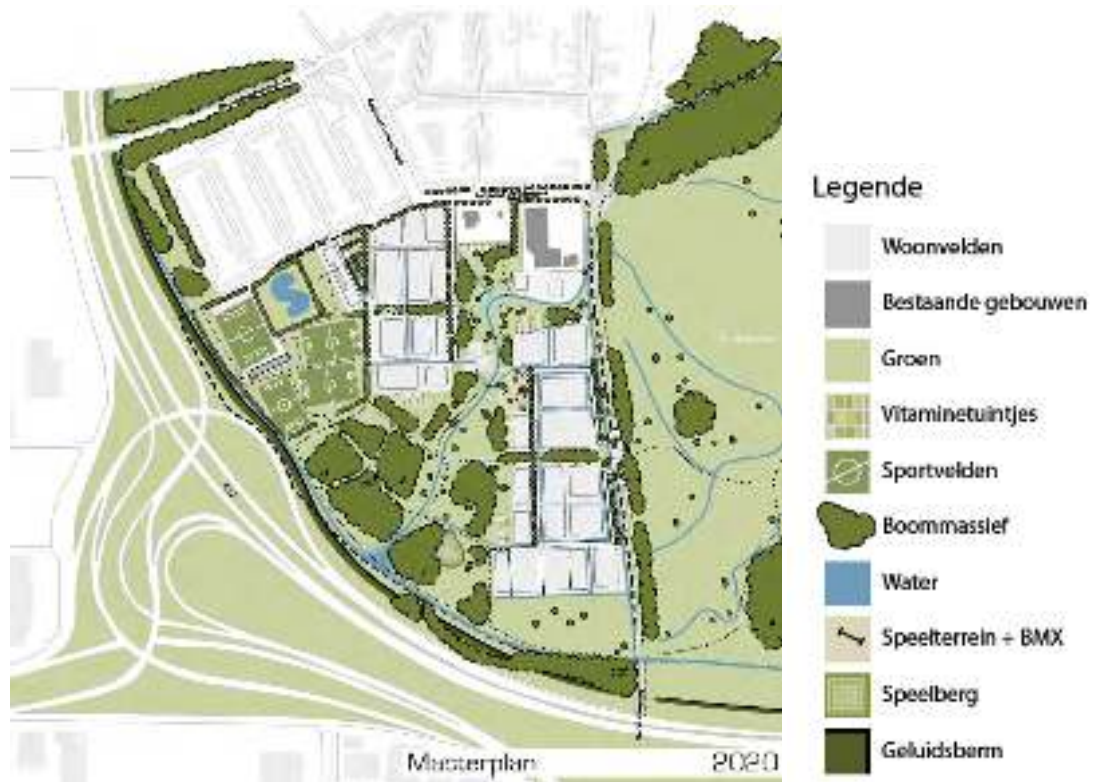 Legende
Woonvelden
Bestaande gebouwen
Groen
Vitaminetuintjes
Sportvelden
Boommassief
Water
Speelterrein + BMX
Speelberg
Geluidsberm
Masterplan 2020